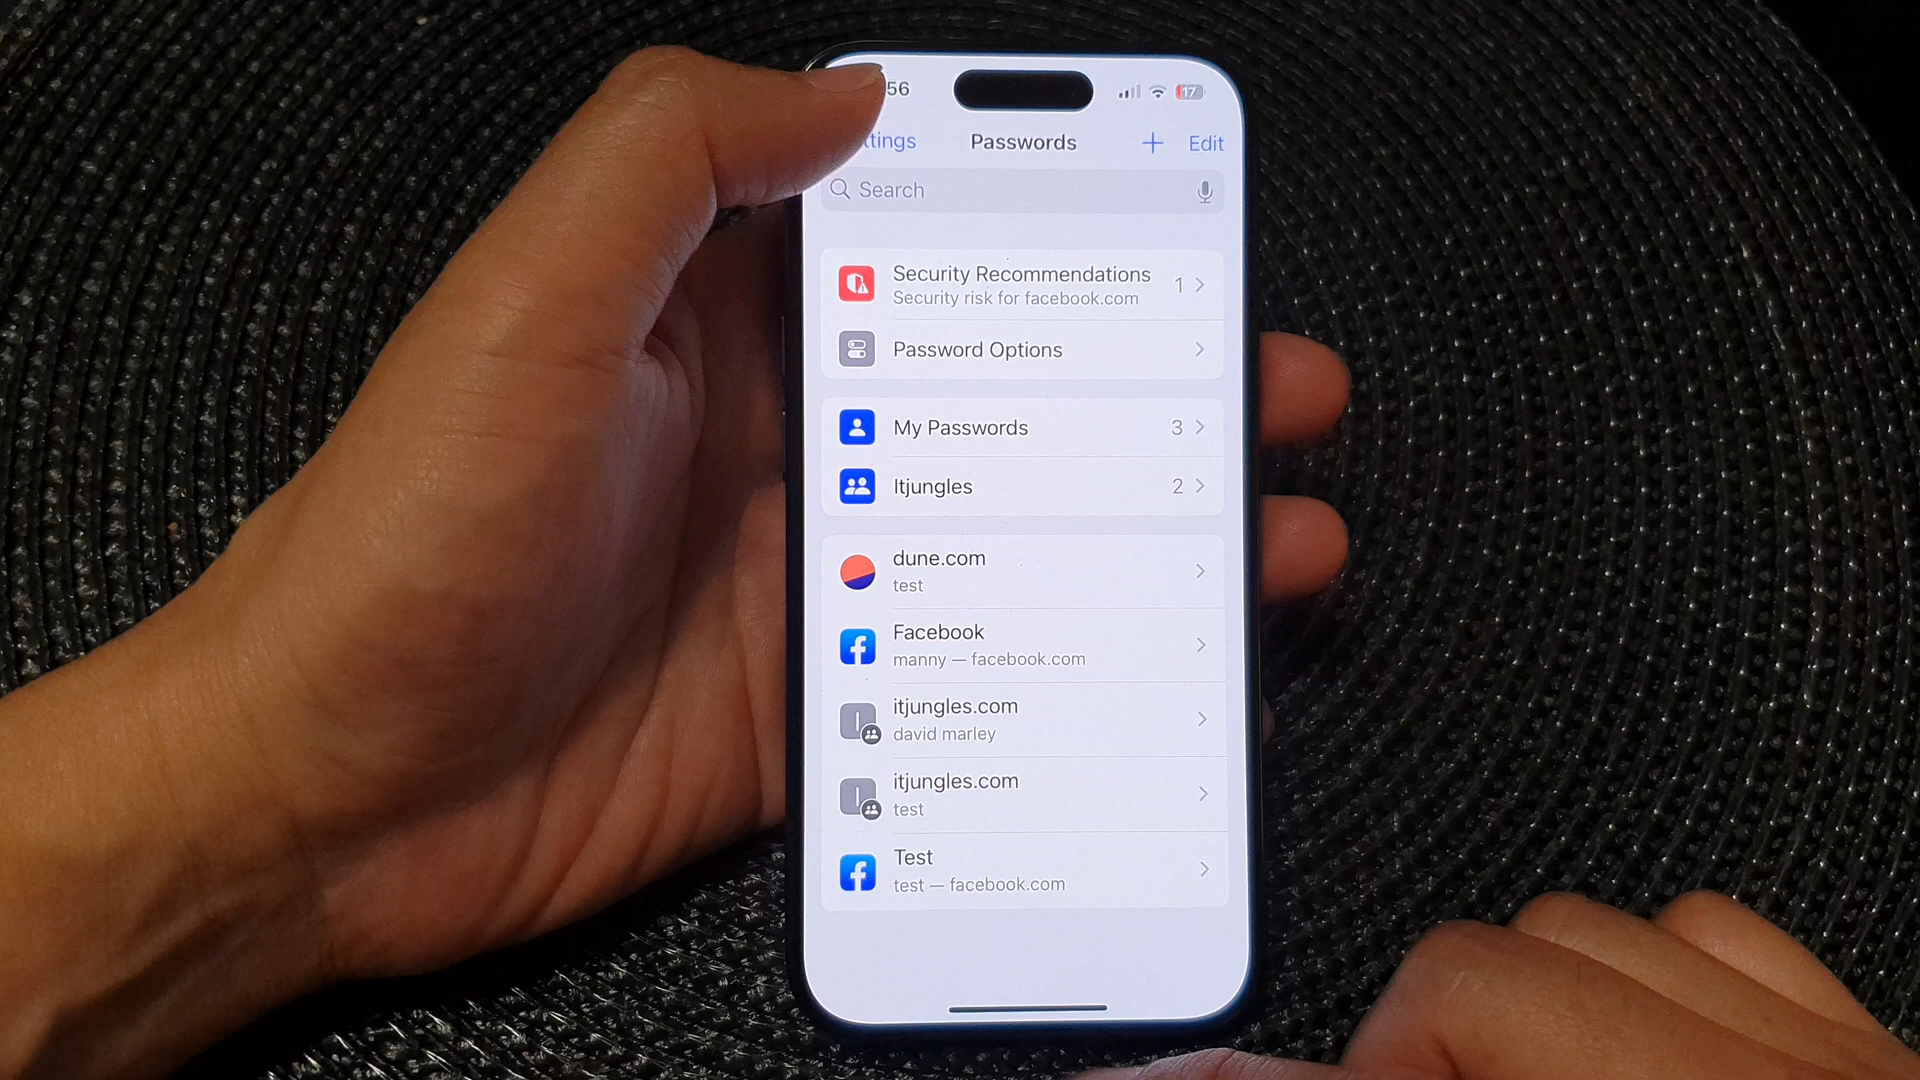 56
17
Passwords
Edit
Search
Security Recommendations
1
Security risk for facebook.com
Password Options
My Passwords
3
Itjungles
2
dune.com
test
Facebook
manny — facebook.com
itjungles.com
david marley
itjungles.com
test
Test
test — facebook.com